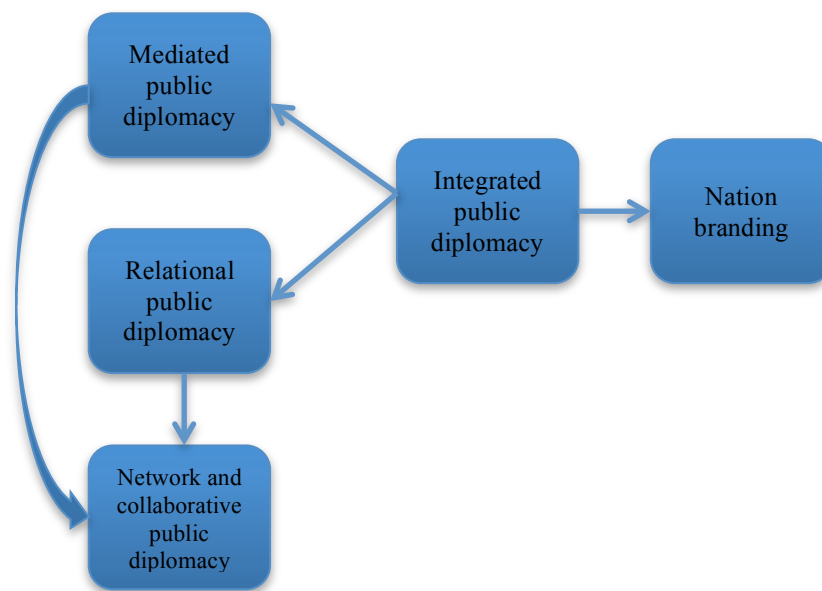 Mediated
public
diplomacy
Integrated
public
diplomacy
Nation
branding
Relational
public
diplomacy
Network and
collaborative
public
diplomacy